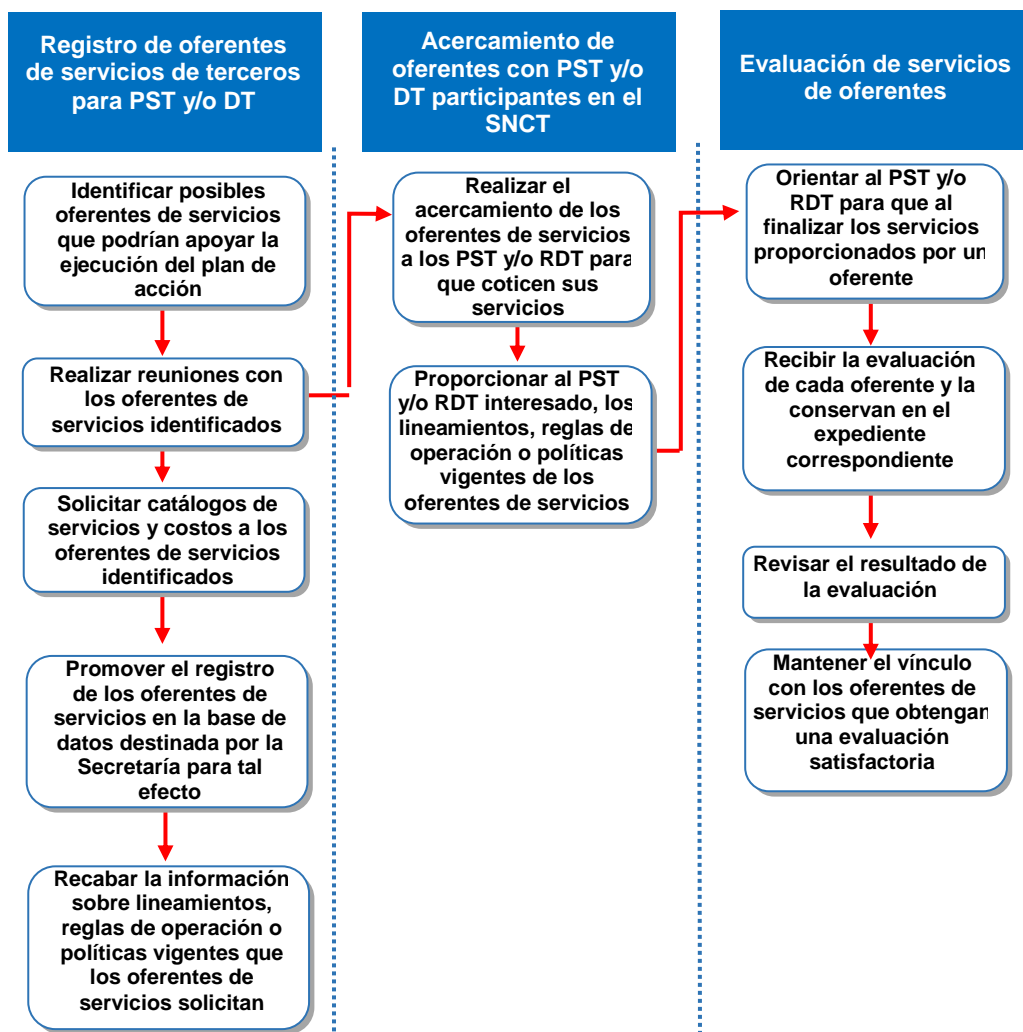 Registro de oferentes
de servicios de terceros
para PST y/o DT
Identificar posibles
oferentes de servicios
que podrían apoyar la
ejecución del plan de
acción
Realizar reuniones con
los oferentes de
servicios identificados
Solicitar catálogos de
servicios y costos a los
oferentes de servicios
identificados
Promover el registro
de los oferentes de
servicios en la base de
datos destinada por la
Secretaría para tal
efecto
Recabar la información
sobre lineamientos,
reglas de operación o
políticas vigentes que
los oferentes de
servicios solicitan
Acercamiento de
oferentes con PST y/o
DT participantes en el
SNCT
Realizar el
acercamiento de los
oferentes de servicios
a los PST y/o RDT para
que coticen sus
servicios
Proporcionar al PST
y/o RDT interesado, los
lineamientos, reglas de
operación o políticas
vigentes de los
oferentes de servicios
Evaluación de servicios
de oferentes
Orientar al PST y/o
RDT para que al
finalizar los servicios
proporcionados por un
oferente
Recibir la evaluación
de cada oferente y la
conservan en el
expediente
correspondiente
Revisar el resultado de
la evaluación
Mantener el vínculo
con los oferentes de
servicios que obtengan
una evaluación
satisfactoria